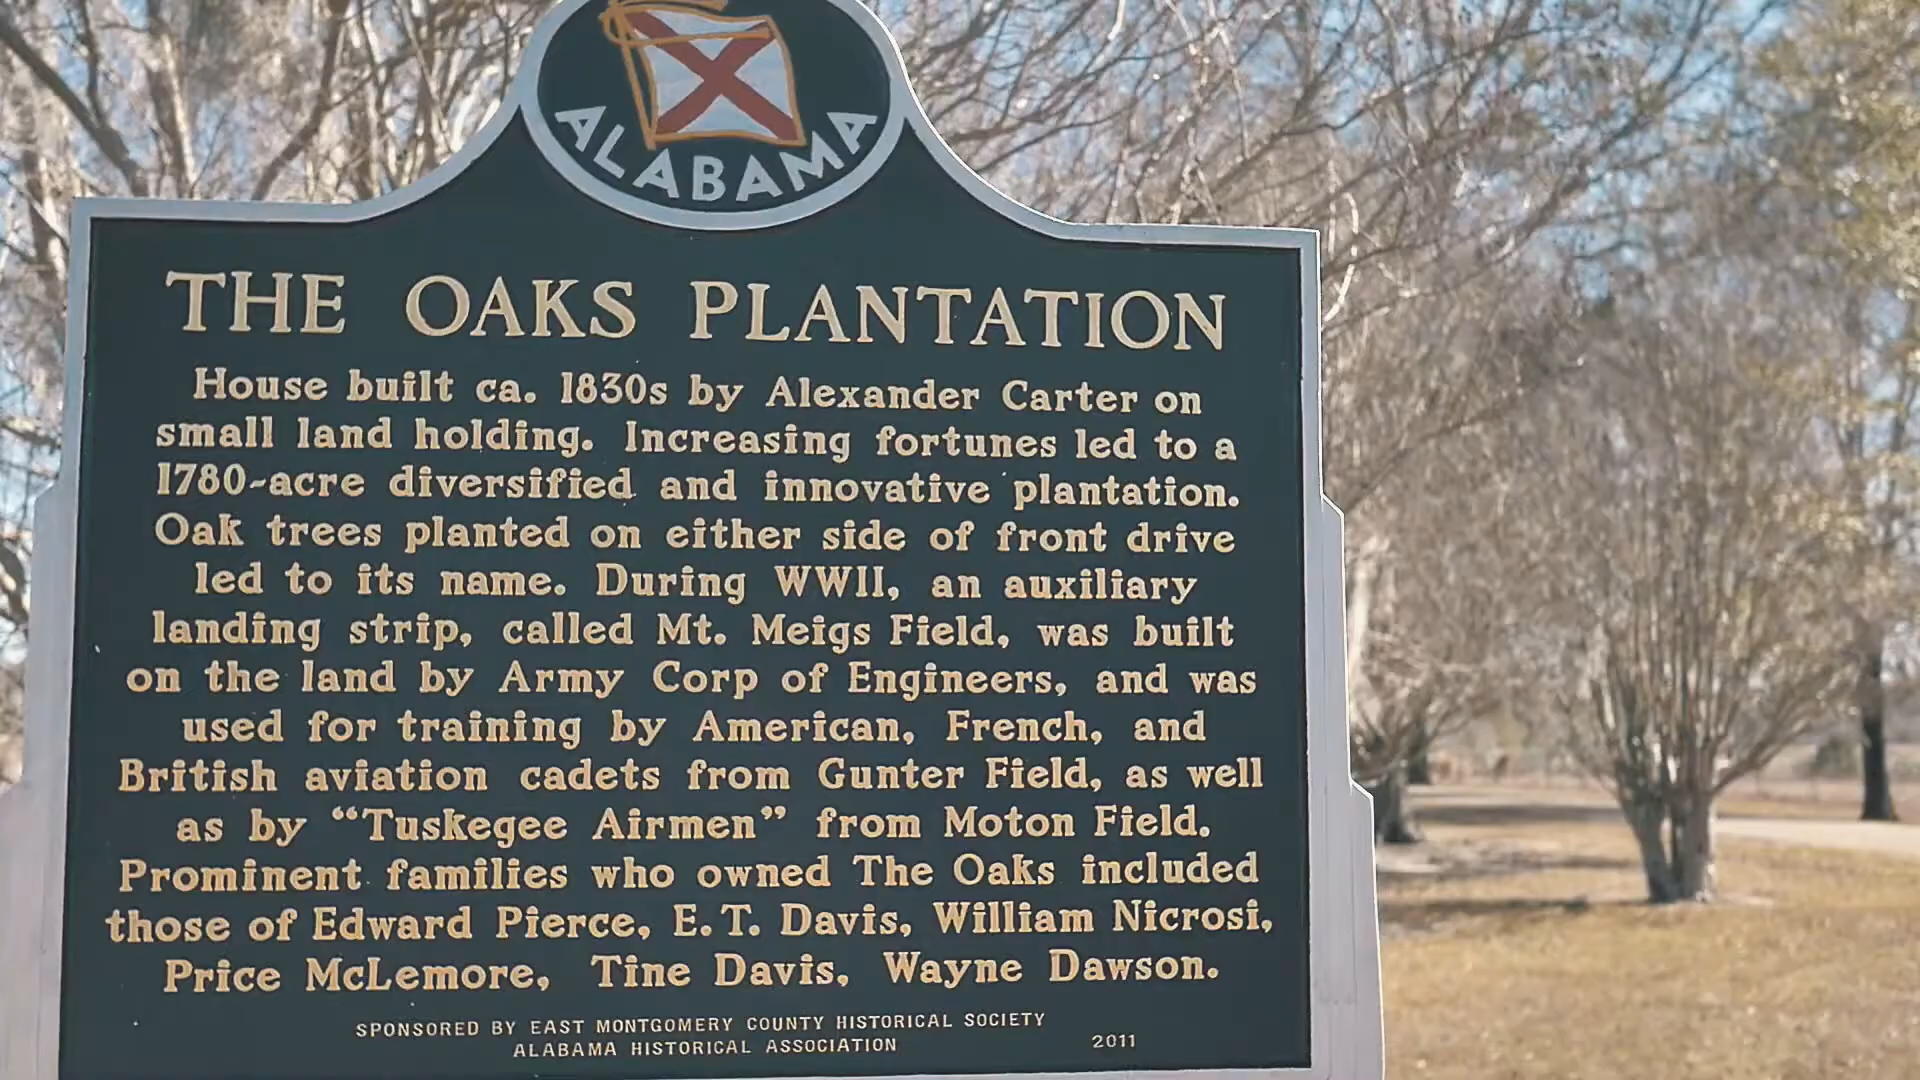 ALABAMA
THE OAKS PLANTATION
House built ca. 1830s by Alexander Carter on
small land holding. Increasing fortunes led to a
1780-acre diversified and innovative plantation.
Oak trees planted on either side of front drive
led to its name. During WWII, an auxiliary
landing strip, called Mt. Meigs Field, was built
on the land by Army Corp of Engineers, and was
used for training by American, French, and
British aviation cadets from Gunter Field, as well
as by “Tuskegee Airmen” from Moton Field.
Prominent families who owned The Oaks included
those of Edward Pierce, E.T. Davis, William Nicrosi,
Price McLemore, Tine Davis, Wayne Dawson.
SPONSORED BY EAST MONTGOMERY COUNTY HISTORICAL SOCIETY
ALABAMA HISTORICAL ASSOCIATION 2011